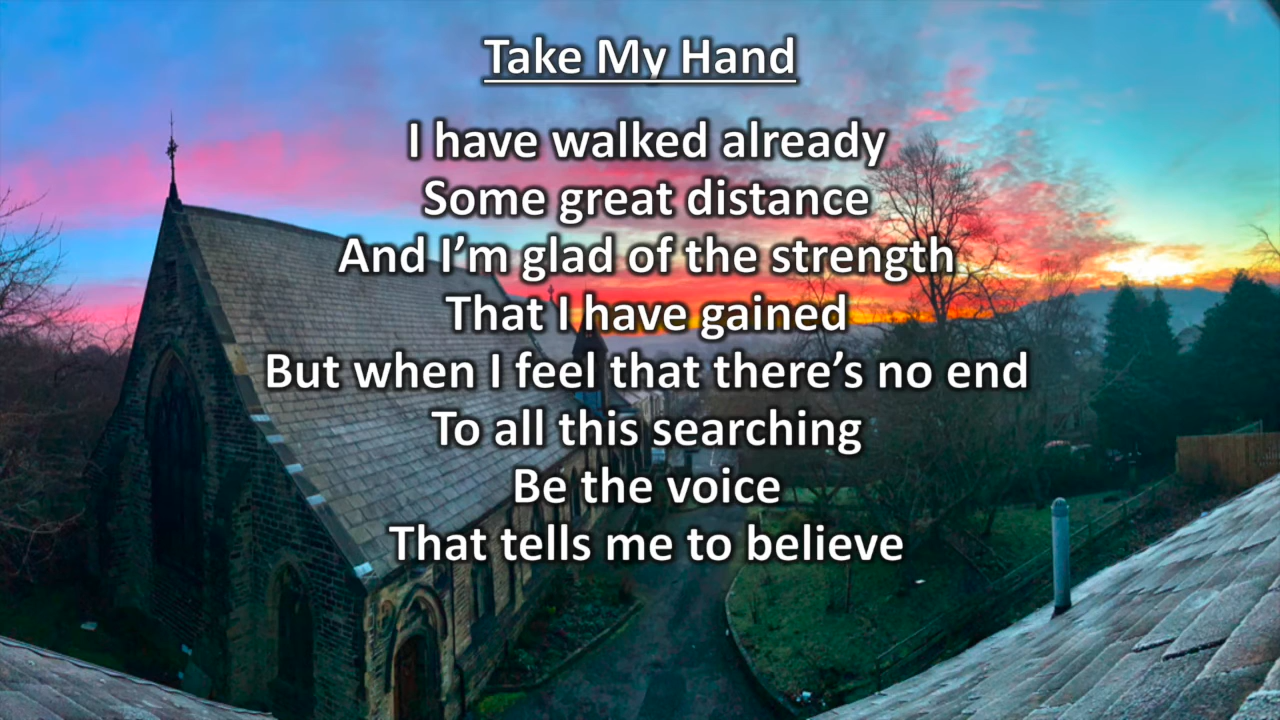 Take My Hand
I have walked already
Some great distance
And I’m glad of the strength
That I have gained
But when I feel that there’s no end
To all this searching
Be the voice
That tells me to believe